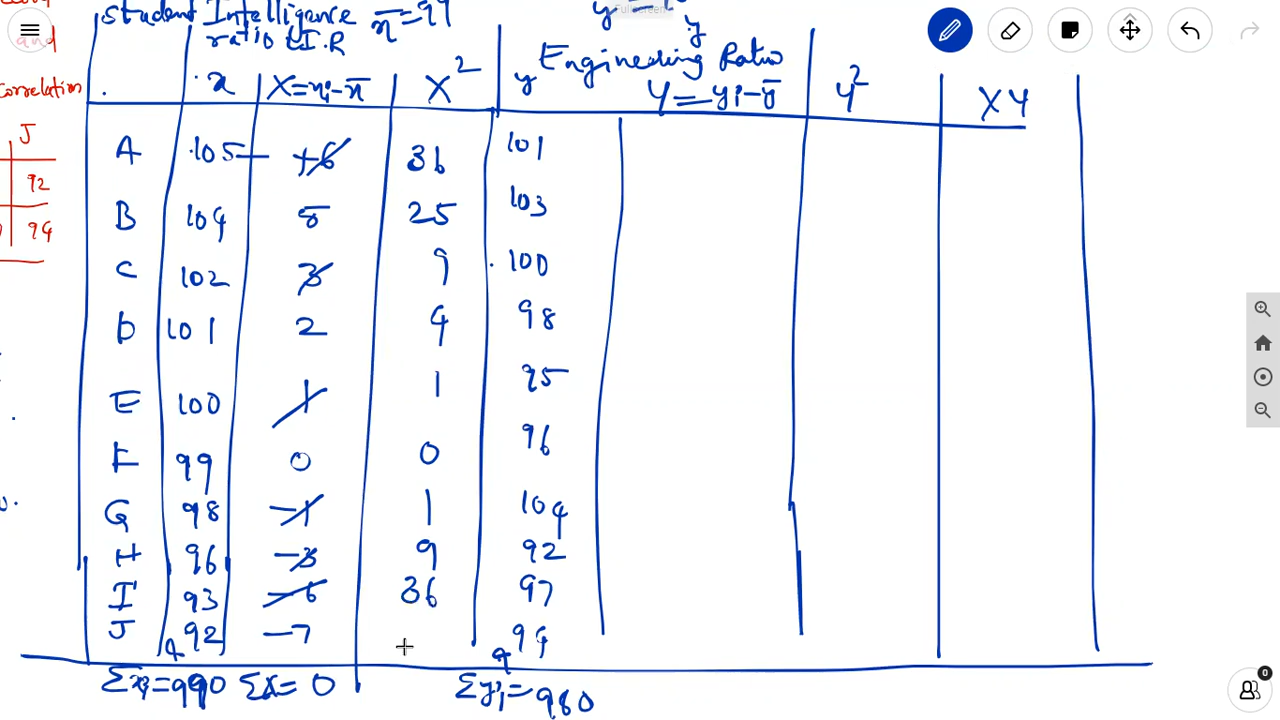 student Intelligence x̄=99
ratio I.R
y
and
Correlation
J
92
94
Engineering Ratio
x X=xi-x̄ X² y Y=yi-ȳ Y² XY
A 105 +6 36 101
B 104 5 25 103
C 102 3 9 100
D 101 2 4 98
E 100 1 1 95
F 99 0 0 96
G 98 -1 1 104
H 96 -3 9 92
I 93 -6 36 97
J 92 -7 94
Σxi=990 ΣX=0 Σyi=980
0